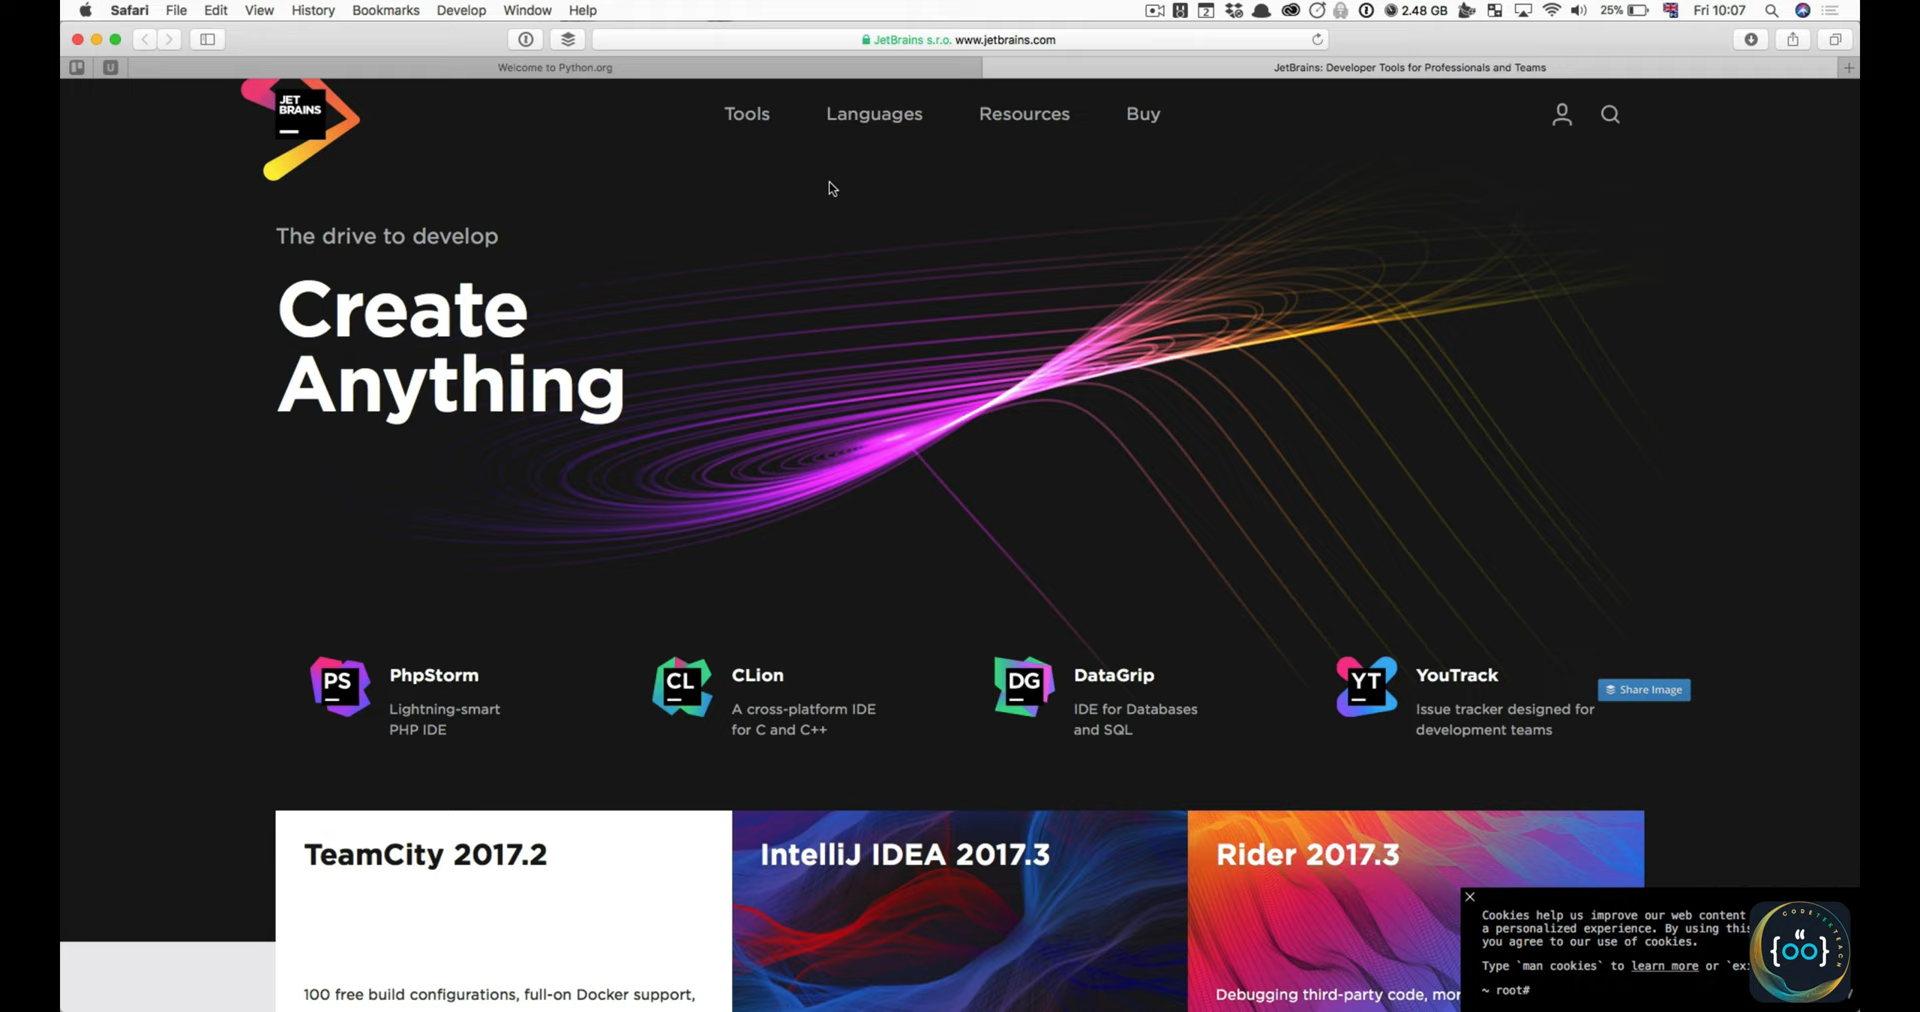 Safari File Edit View History Bookmarks Develop Window Help 2 2.48 GB 25% Fri 10:07
JetBrains s.r.o. www.jetbrains.com
U Welcome to Python.org JetBrains: Developer Tools for Professionals and Teams
JET
BRAINS
Tools Languages Resources Buy
The drive to develop
Create
Anything
PS PhpStorm
Lightning-smart
PHP IDE
CL CLion
A cross-platform IDE
for C and C++
DG DataGrip
IDE for Databases
and SQL
YT YouTrack
Issue tracker designed for
development teams
Share Image
TeamCity 2017.2
100 free build configurations, full-on Docker support,
IntelliJ IDEA 2017.3
Rider 2017.3
Debugging third-party code, mor
Cookies help us improve our web content
a personalized experience. By using this
you agree to our use of cookies.
Type `man cookies` to learn more or `exi
~ root#
CODETEKTEACH
{oo}